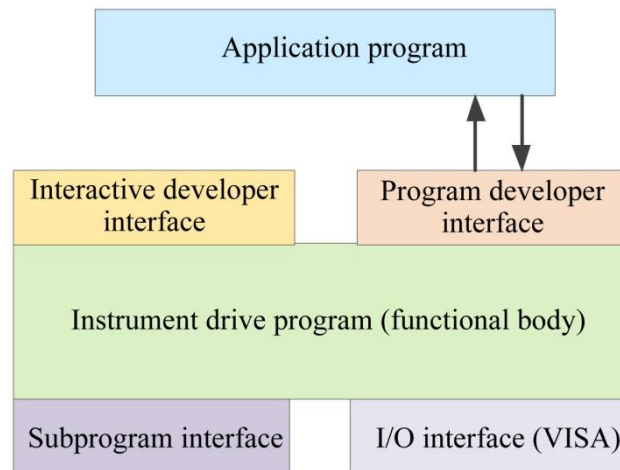 Application program
Interactive developer
interface
Program developer
interface
Instrument drive program (functional body)
Subprogram interface
I/O interface (VISA)